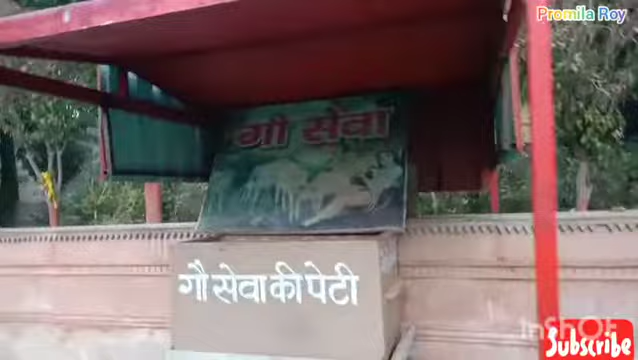 Promila Roy
गौ सेवा
गौ सेवा की पेटी
InShOt
Subscribe